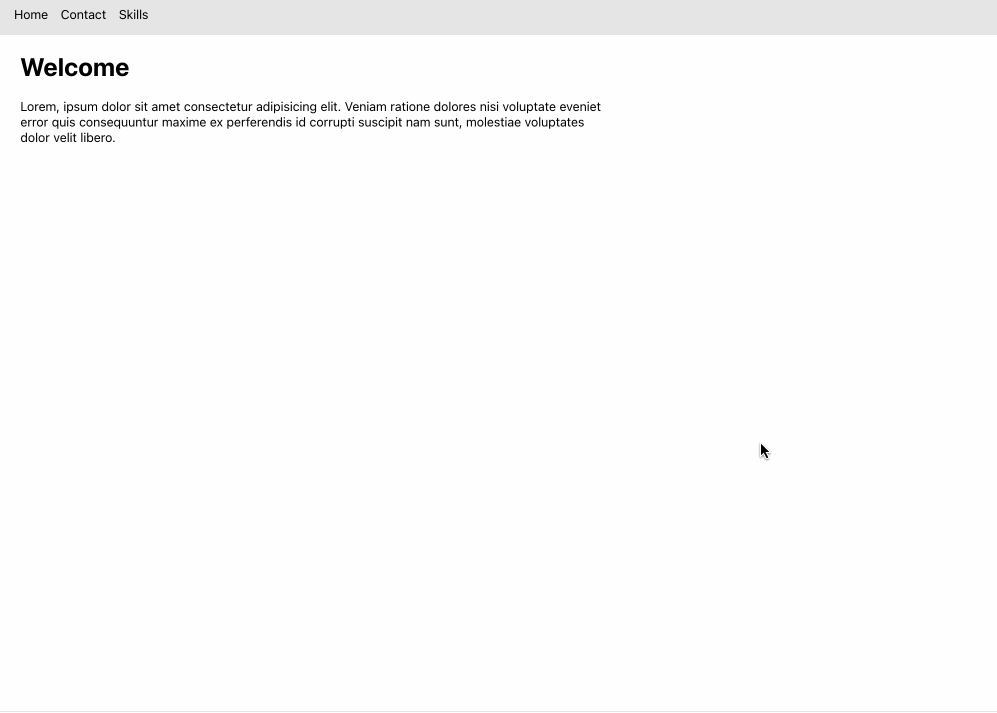 Home Contact Skills
Welcome
Lorem, ipsum dolor sit amet consectetur adipisicing elit. Veniam ratione dolores nisi voluptate eveniet
error quis consequuntur maxime ex perferendis id corrupti suscipit nam sunt, molestiae voluptates
dolor velit libero.